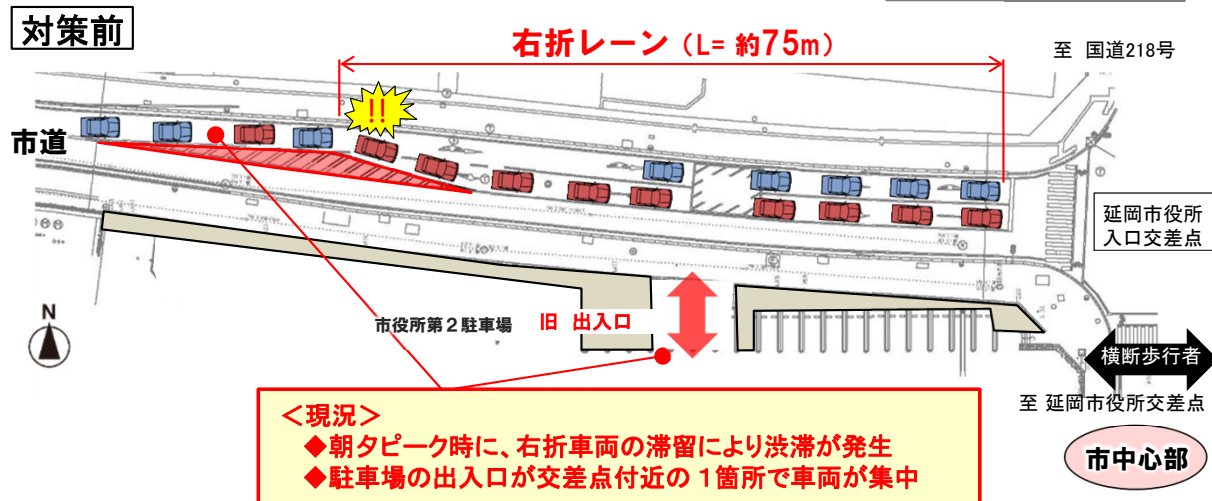 対策前
右折レーン（L= 約75m）
至 国道218号
!!
市道
延岡市役所
入口交差点
N
市役所第２駐車場
旧 出入口
横断歩行者
至 延岡市役所交差点
＜現況＞
◆朝夕ピーク時に、右折車両の滞留により渋滞が発生
◆駐車場の出入口が交差点付近の１箇所で車両が集中
市中心部